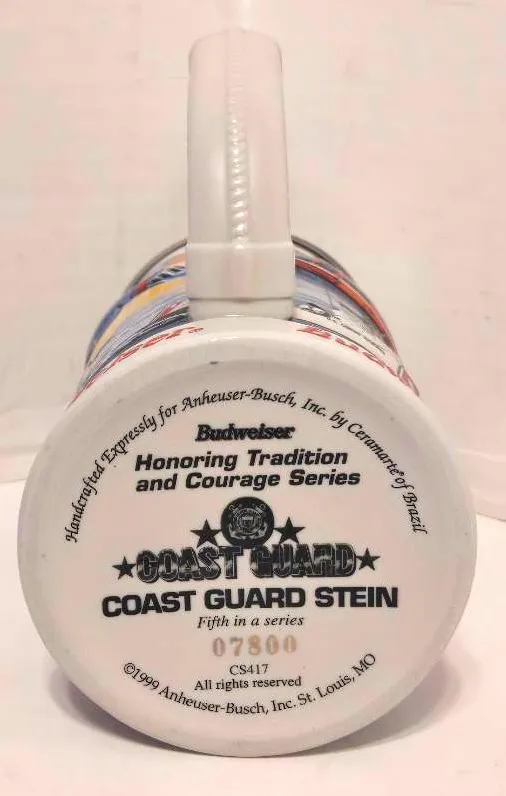 Handcrafted Expressly for Anheuser-Busch, Inc. by Ceramarte of Brazil
Budweiser
Honoring Tradition
and Courage Series
COAST GUARD
COAST GUARD STEIN
Fifth in a series
07800
CS417
All rights reserved
©1999 Anheuser-Busch, Inc. St. Louis, MO